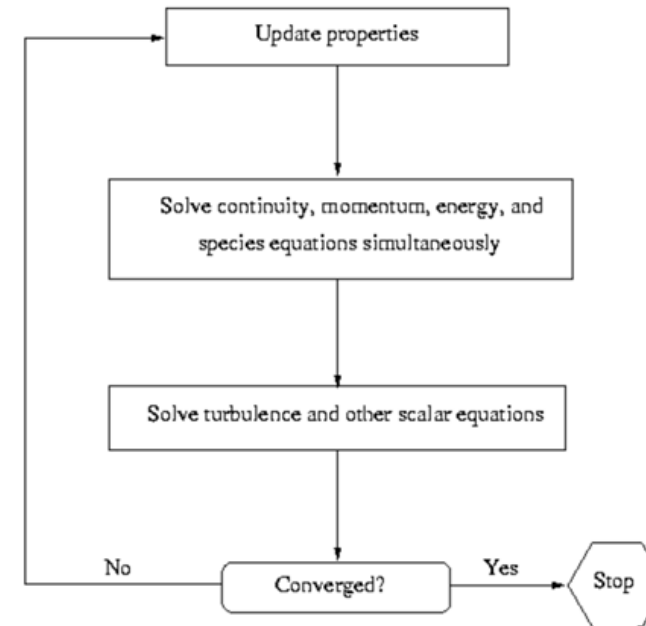 Update properties
Solve continuity, momentum, energy, and
species equations simultaneously
Solve turbulence and other scalar equations
No
Converged?
Yes
Stop